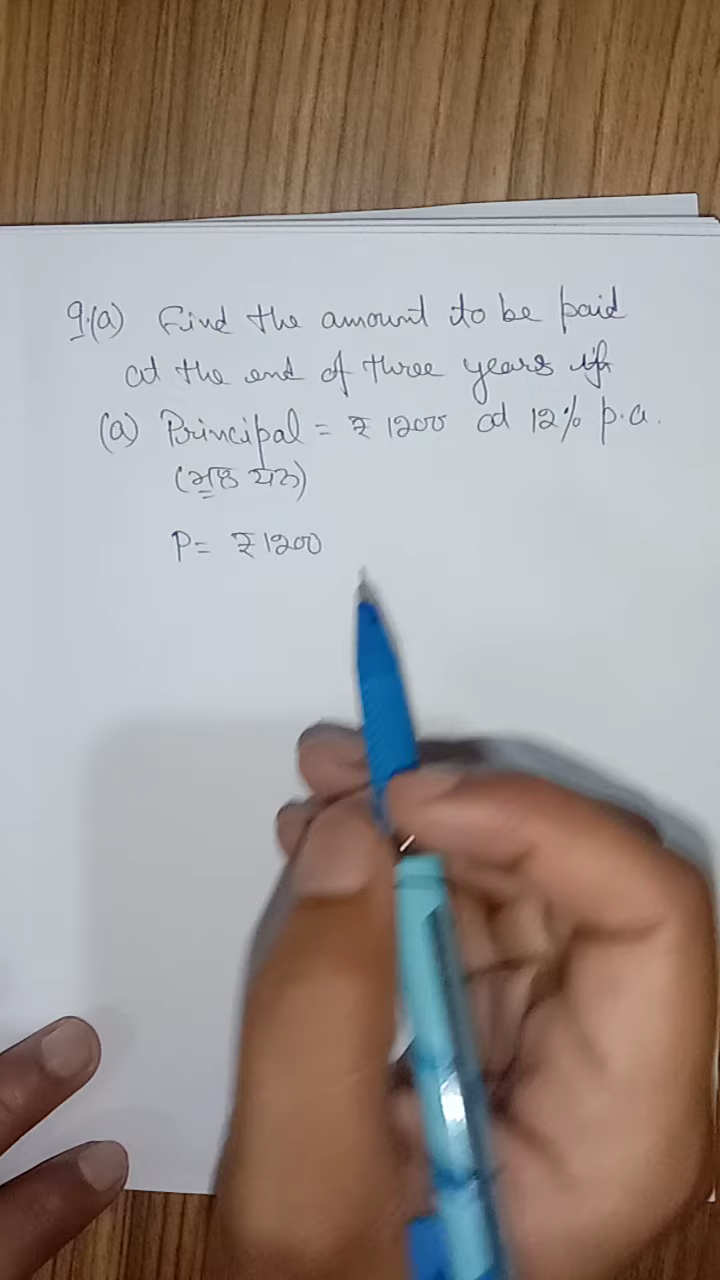 9.(a) Find the amount to be paid
at the end of three years if
(a) Principal = ₹ 1200 at 12% p.a.
(ਮੂਲ ਧਨ)
P = ₹1200